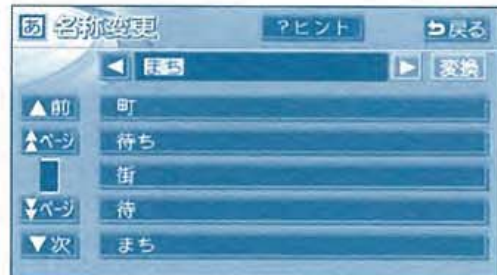 あ 名称変更 ?ヒント 戻る
◀ まち ▶ 変換
▲前 町
ページ 待ち
街
ページ 待
▼次 まち